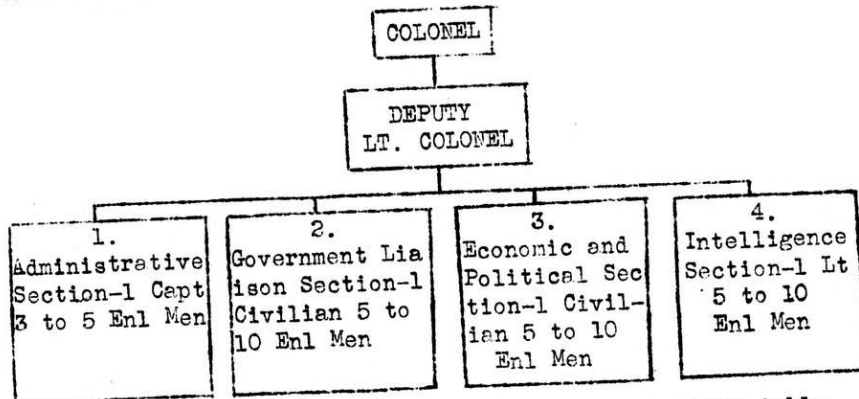 COLONEL
DEPUTY
LT. COLONEL
1.
Administrative
Section-1 Capt
3 to 5 Enl Men
2.
Government Lia
ison Section-1
Civilian 5 to
10 Enl Men
3.
Economic and
Political Sec
tion-1 Civil-
ian 5 to 10
Enl Men
4.
Intelligence
Section-1 Lt
5 to 10
Enl Men